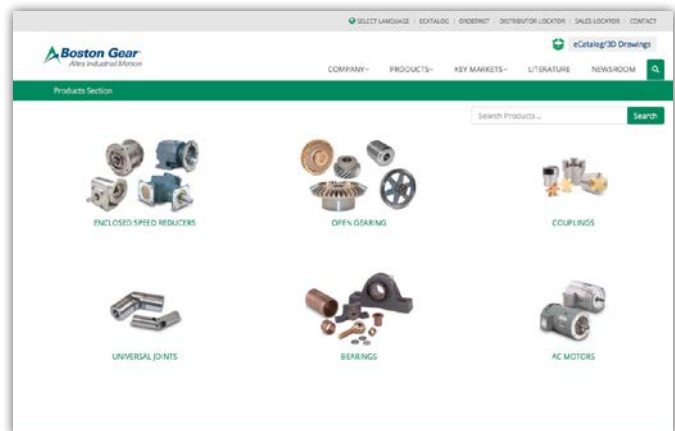 SELECT LANGUAGE | ECATALOG | ORDERNET | DISTRIBUTOR LOCATOR | SALES LOCATOR | CONTACT
eCatalog/3D Drawings
Boston Gear
Altra Industrial Motion
COMPANY PRODUCTS KEY MARKETS LITERATURE NEWSROOM
Products Section
Search Products... Search
ENCLOSED SPEED REDUCERS OPEN GEARING COUPLINGS
UNIVERSAL JOINTS BEARINGS AC MOTORS